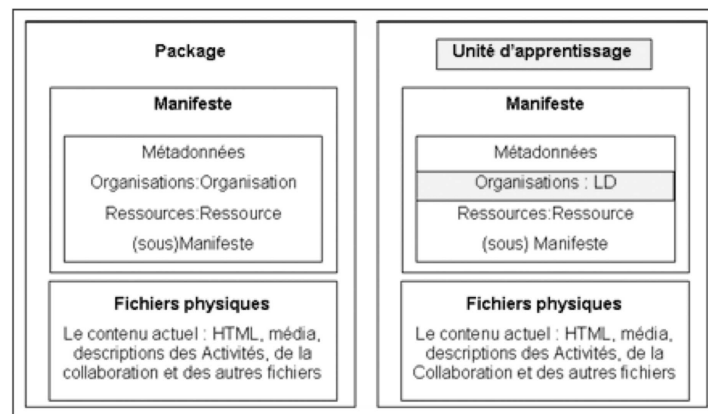 Package
Manifeste
Métadonnées
Organisations:Organisation
Ressources:Ressource
(sous)Manifeste
Fichiers physiques
Le contenu actuel : HTML, média,
descriptions des Activités, de la
collaboration et des autres fichiers
Unité d'apprentissage
Manifeste
Métadonnées
Organisations : LD
Ressources:Ressource
(sous) Manifeste
Fichiers physiques
Le contenu actuel : HTML, média,
descriptions des Activités, de la
Collaboration et des autres fichiers